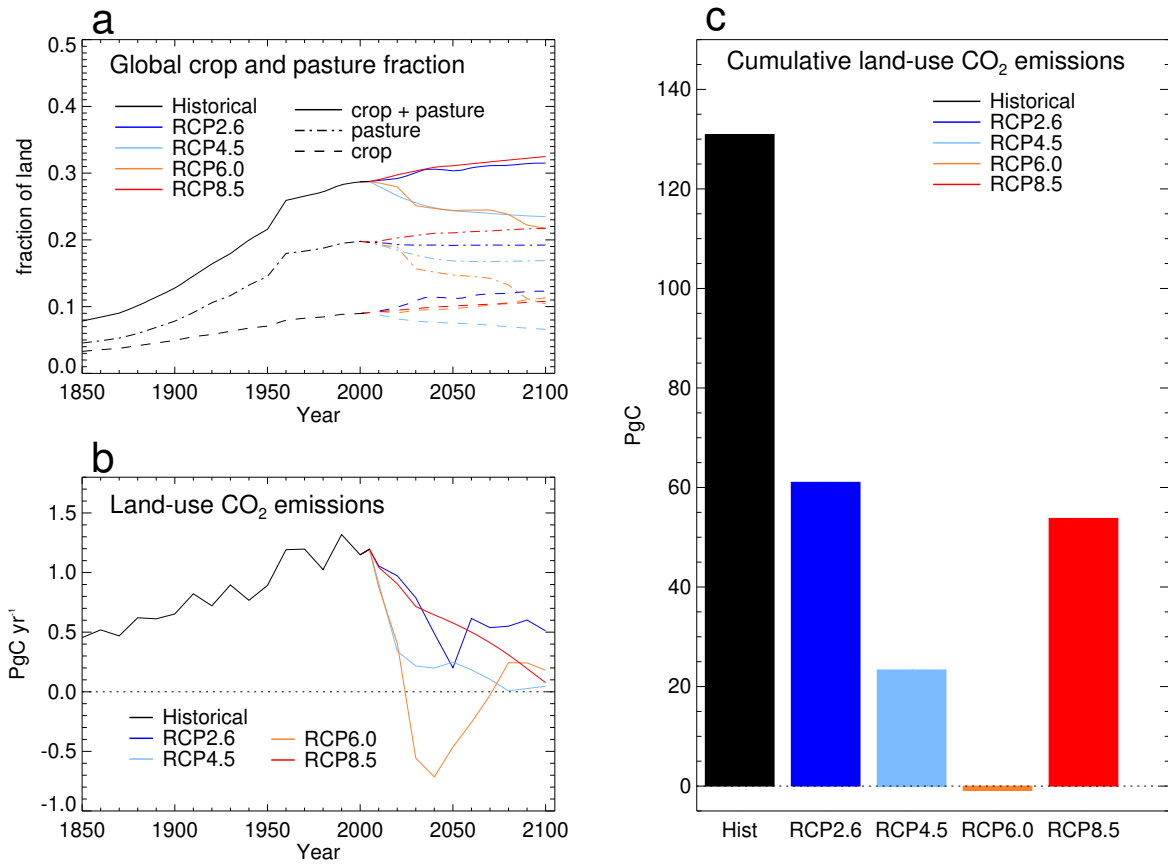 a
Global crop and pasture fraction
Historical
RCP2.6
RCP4.5
RCP6.0
RCP8.5
crop + pasture
pasture
crop
fraction of land
0.5
0.4
0.3
0.2
0.1
0.0
1850 1900 1950 2000 2050 2100
Year
b
Land-use CO₂ emissions
PgC yr⁻¹
1.5
1.0
0.5
0.0
-0.5
-1.0
Historical
RCP2.6
RCP4.5
RCP6.0
RCP8.5
1850 1900 1950 2000 2050 2100
Year
c
Cumulative land-use CO₂ emissions
Historical
RCP2.6
RCP4.5
RCP6.0
RCP8.5
PgC
140
120
100
80
60
40
20
0
Hist RCP2.6 RCP4.5 RCP6.0 RCP8.5